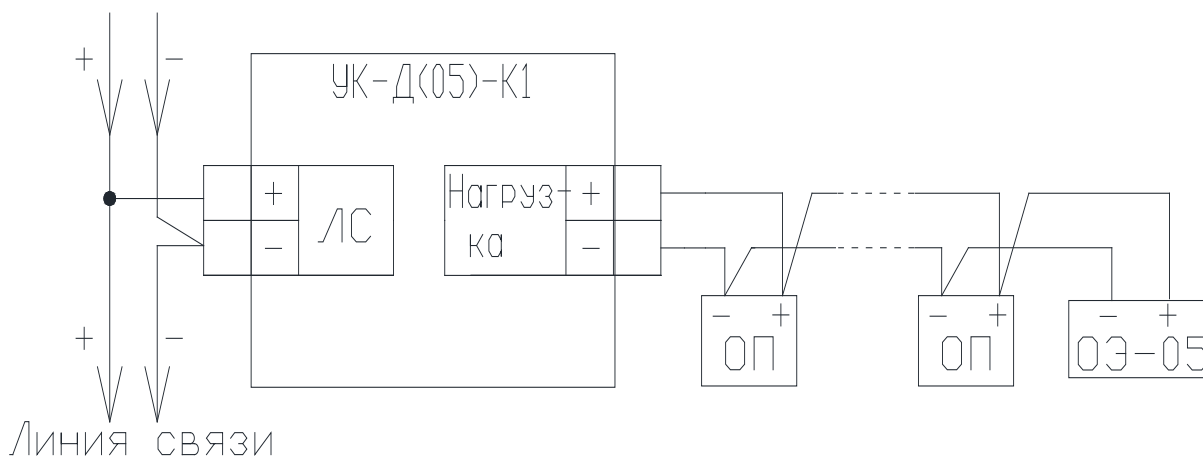 + -
УК-Д(05)-К1
+
-
ЛС
Нагруз-
ка
+
-
- +
ОП
- +
ОП
- +
ОЭ-05
+ -
Линия связи